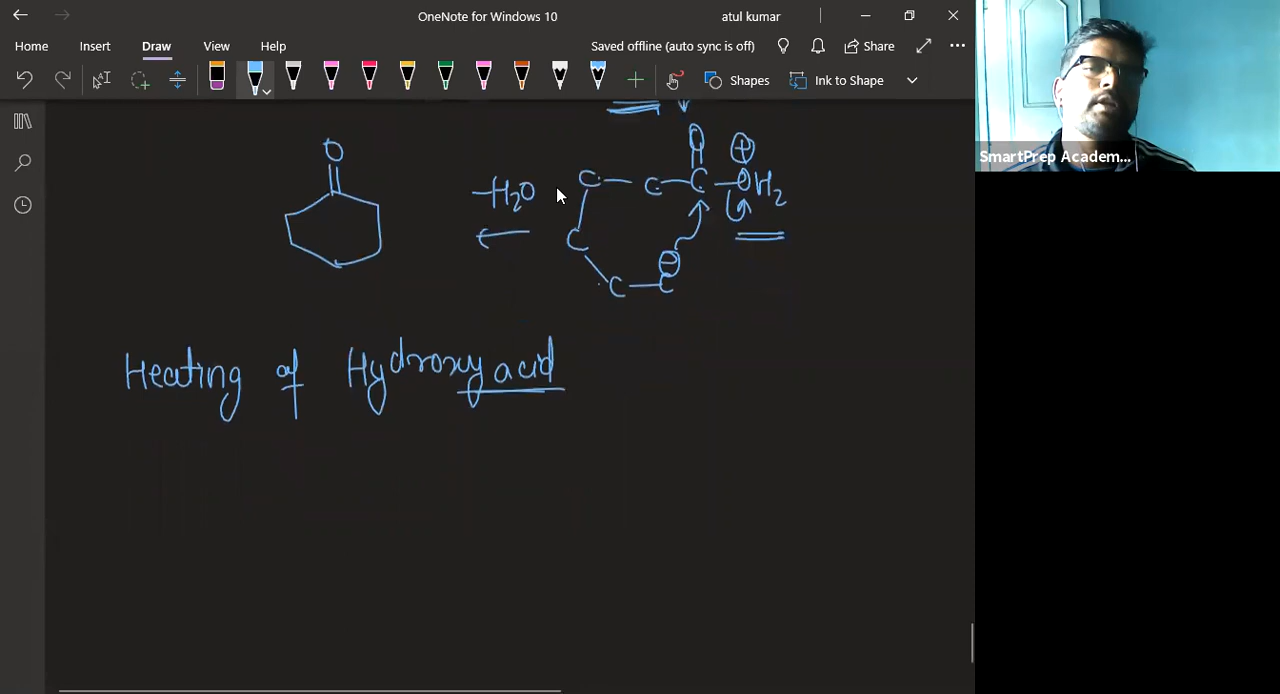 OneNote for Windows 10
atul kumar
Home Insert Draw View Help
Saved offline (auto sync is off)
Share
Shapes
Ink to Shape
SmartPrep Academ...
O
O ⊕
-H₂O
C - C - C - OH₂
C
⊖
C - C
Heating of Hydroxy acid